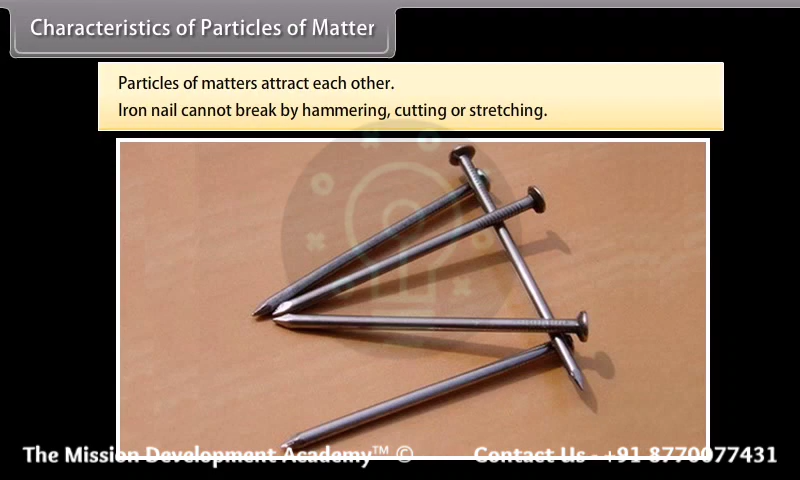 Characteristics of Particles of Matter
Particles of matters attract each other.
Iron nail cannot break by hammering, cutting or stretching.
The Mission Development Academy™ © Contact Us - +91 8770077431